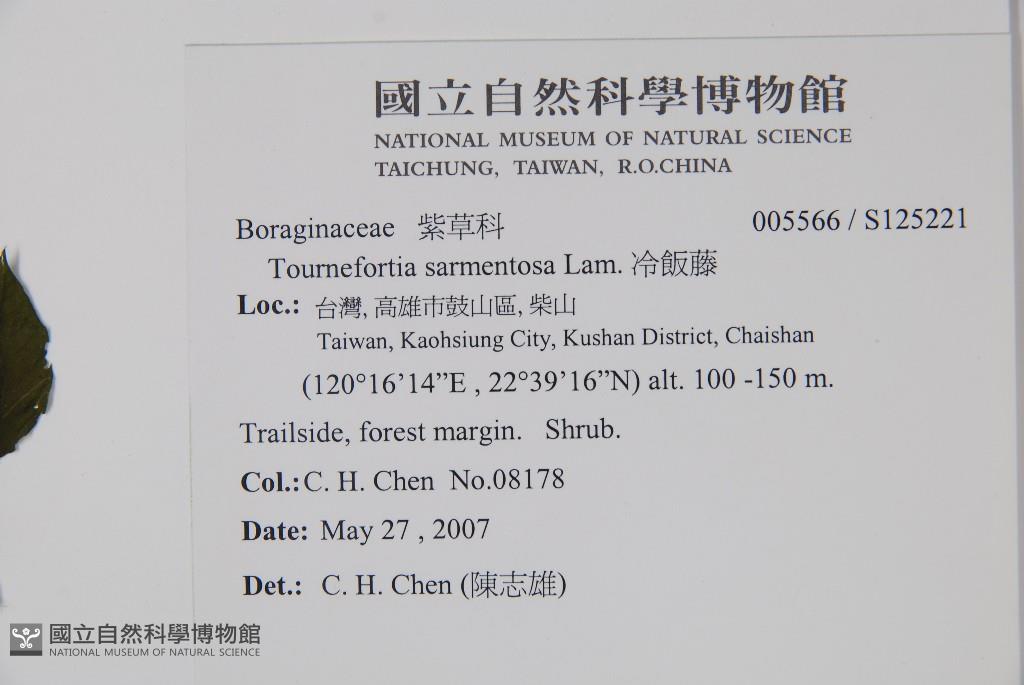 國立自然科學博物館
NATIONAL MUSEUM OF NATURAL SCIENCE
TAICHUNG, TAIWAN, R.O.CHINA
Boraginaceae 紫草科 005566 / S125221
Tournefortia sarmentosa Lam. 冷飯藤
Loc.: 台灣, 高雄市鼓山區, 柴山
Taiwan, Kaohsiung City, Kushan District, Chaishan
(120°16’14”E , 22°39’16”N) alt. 100 -150 m.
Trailside, forest margin. Shrub.
Col.: C. H. Chen No.08178
Date: May 27 , 2007
Det.: C. H. Chen (陳志雄)
國立自然科學博物館
NATIONAL MUSEUM OF NATURAL SCIENCE